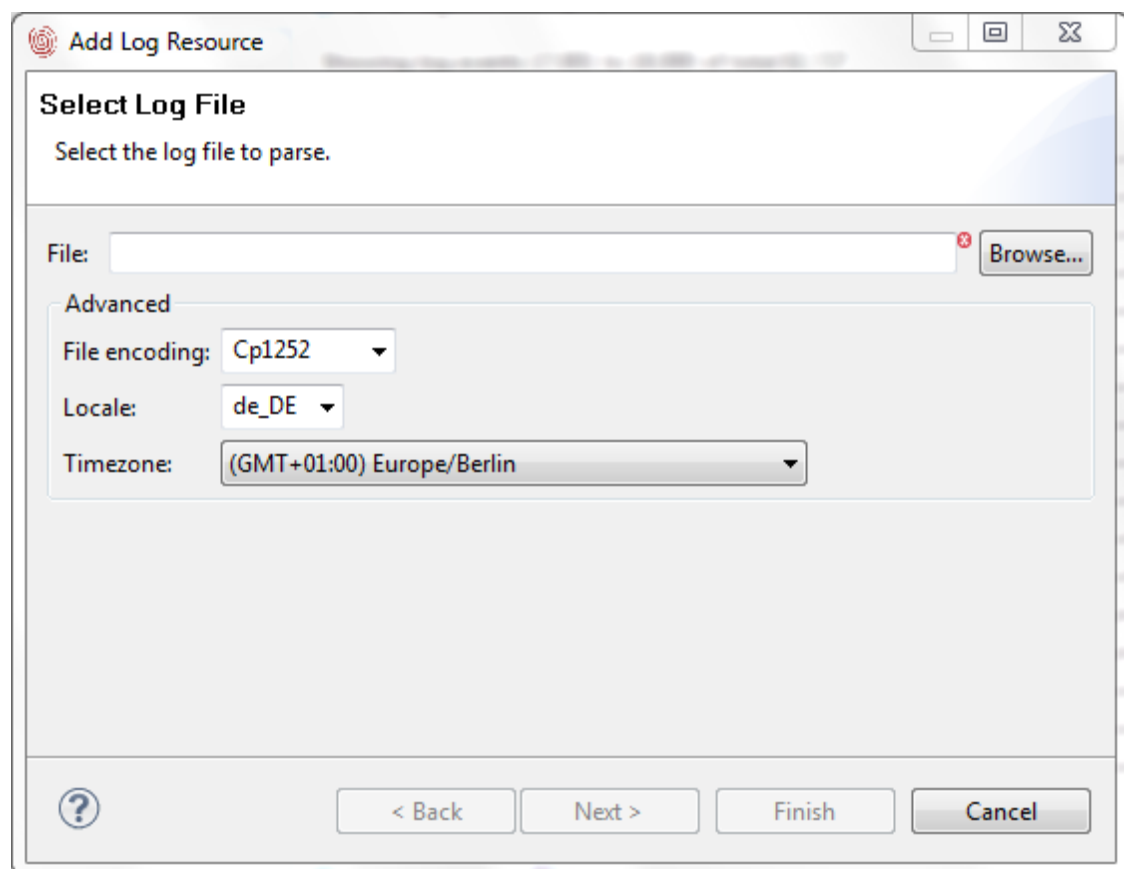 Add Log Resource
Select Log File
Select the log file to parse.
File: Browse...
Advanced
File encoding: Cp1252
Locale: de_DE
Timezone: (GMT+01:00) Europe/Berlin
? < Back Next > Finish Cancel